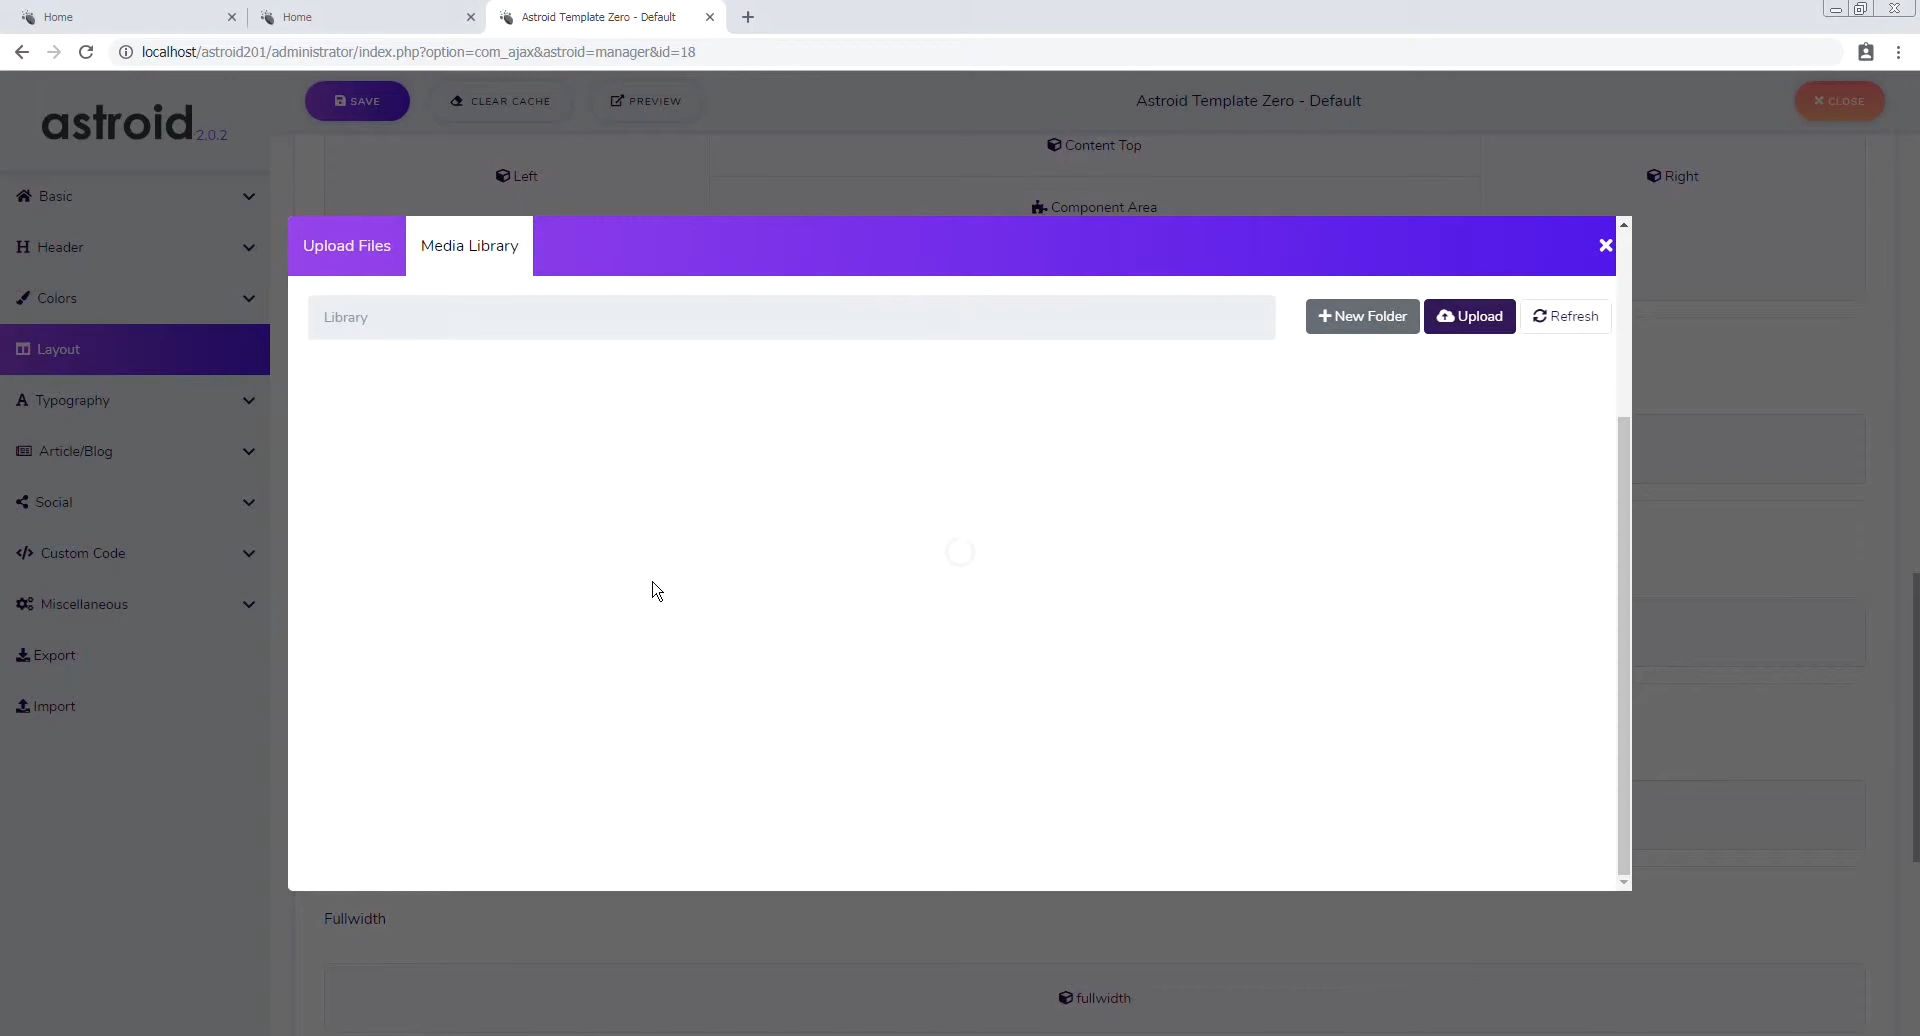 Home
Home
Astroid Template Zero - Default
localhost/astroid201/administrator/index.php?option=com_ajax&astroid=manager&id=18
astroid 2.0.2
SAVE
CLEAR CACHE
PREVIEW
Astroid Template Zero - Default
CLOSE
Basic
Header
Colors
Layout
Typography
Article/Blog
Social
Custom Code
Miscellaneous
Export
Import
Content Top
Left
Right
Component Area
Upload Files
Media Library
Library
New Folder
Upload
Refresh
Fullwidth
fullwidth